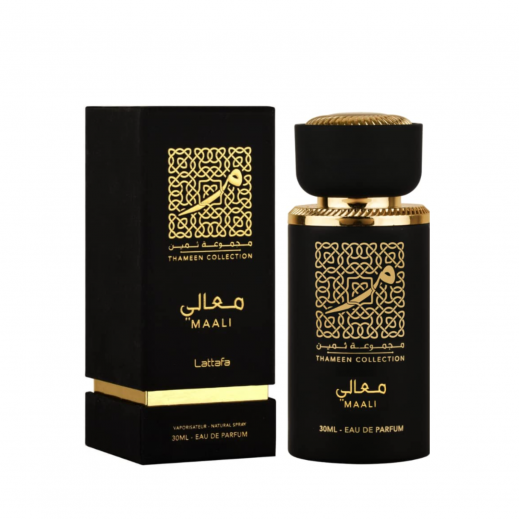 مجموعة ثمين
THAMEEN COLLECTION
معالي
MAALI
Lattafa
VAPORISATEUR - NATURAL SPRAY
30ML - EAU DE PARFUM
مجموعة ثمين
THAMEEN COLLECTION
معالي
MAALI
30ML - EAU DE PARFUM